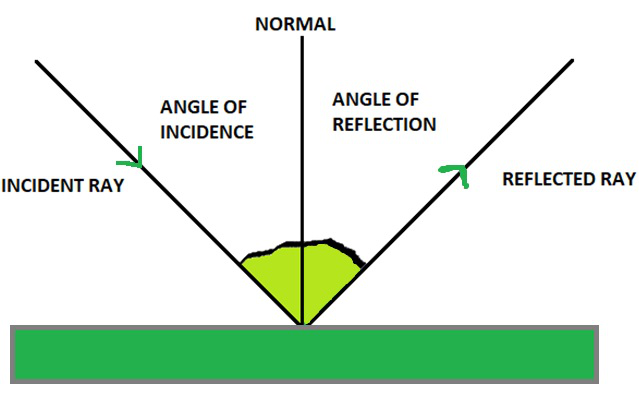 NORMAL
ANGLE OF
INCIDENCE
ANGLE OF
REFLECTION
INCIDENT RAY
REFLECTED RAY